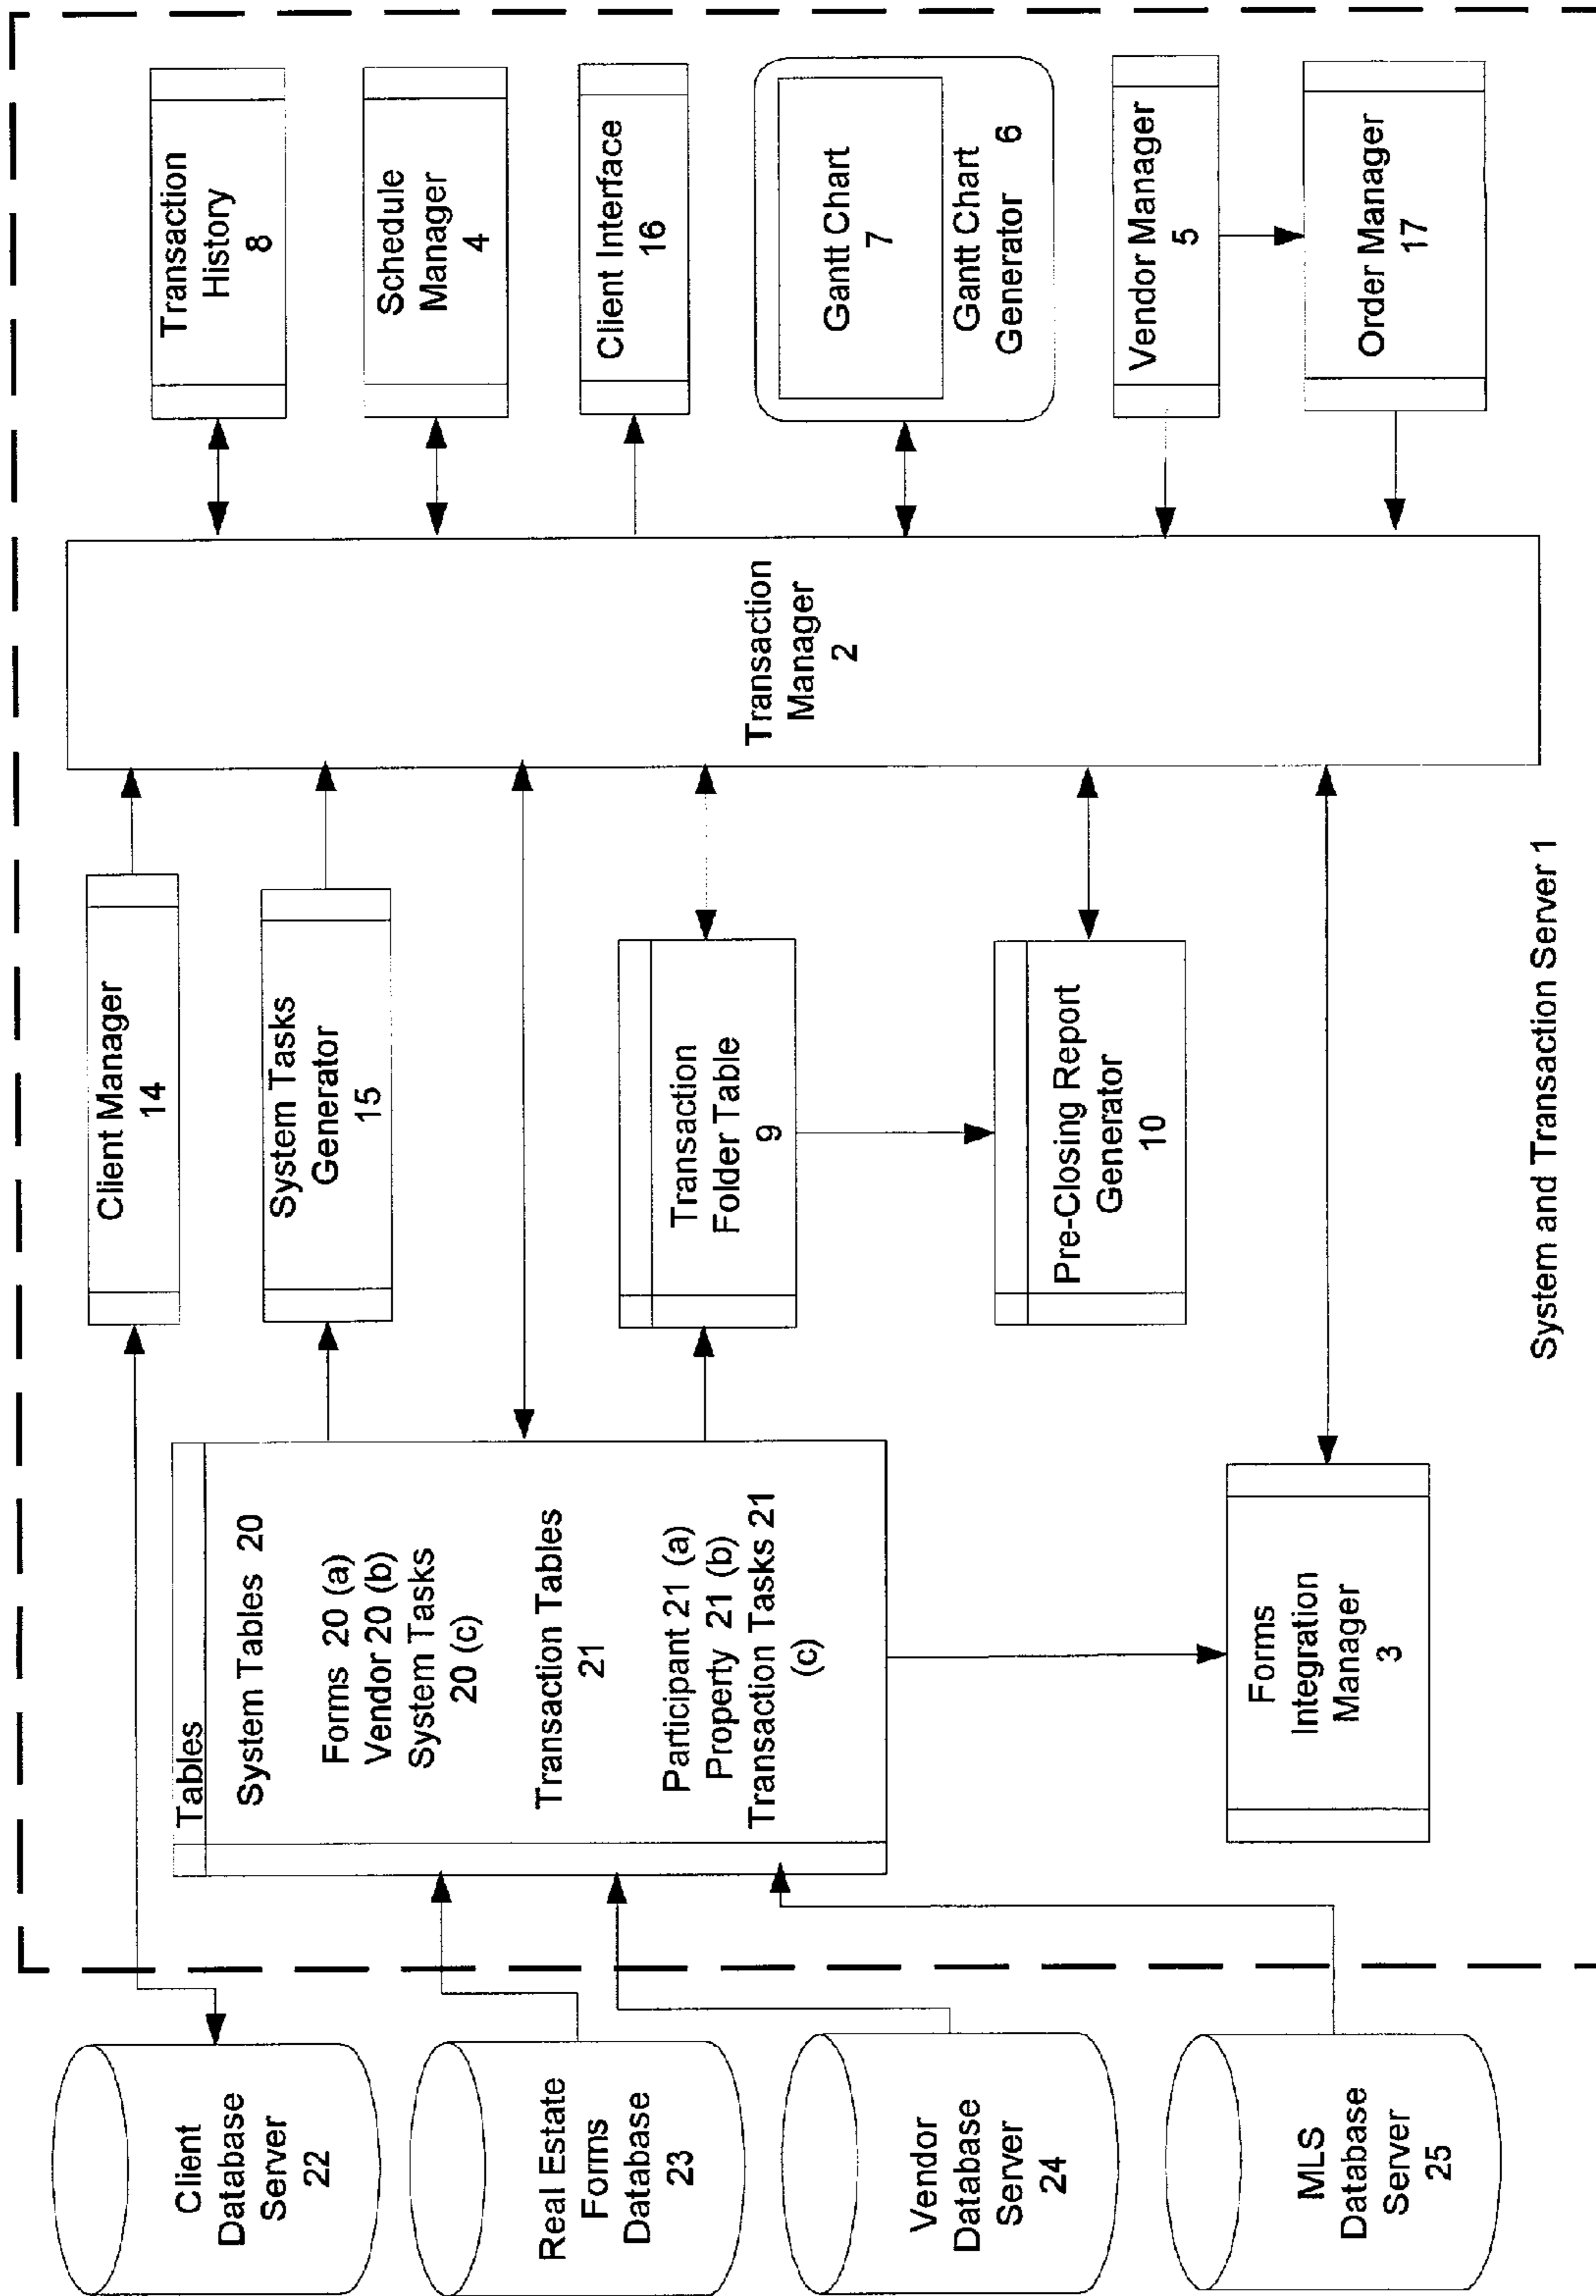 Client
Database
Server
22
Real Estate
Forms
Database
23
Vendor
Database
Server
24
MLS
Database
Server
25
Tables
System Tables 20
Forms 20 (a)
Vendor 20 (b)
System Tasks
20 (c)
Transaction Tables
21
Participant 21 (a)
Property 21 (b)
Transaction Tasks 21
(c)
Forms
Integration
Manager
3
Client Manager
14
System Tasks
Generator
15
Transaction
Folder Table
9
Pre-Closing Report
Generator
10
Transaction
Manager
2
Transaction
History
8
Schedule
Manager
4
Client Interface
16
Gantt Chart
7
Gantt Chart
Generator 6
Vendor Manager
5
Order Manager
17
System and Transaction Server 1